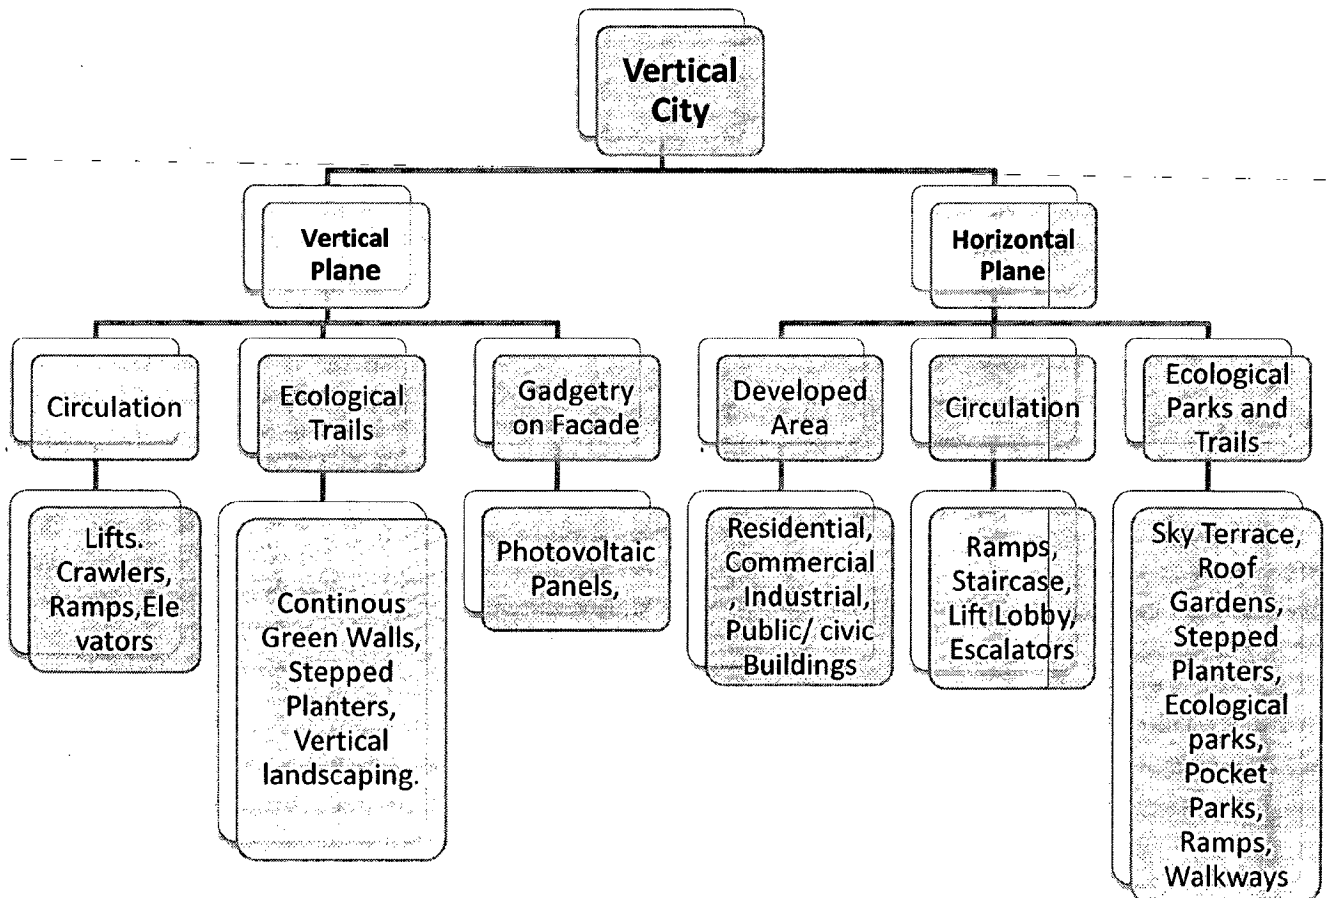 Vertical
City
Vertical
Plane
Horizontal
Plane
Circulation
Ecological
Trails
Gadgetry
on Facade
Developed
Area
Circulation
Ecological
Parks and
Trails
Lifts.
Crawlers,
Ramps,Ele
vators
Continous
Green Walls,
Stepped
Planters,
Vertical
landscaping.
Photovoltaic
Panels,
Residential,
Commercial
, Industrial,
Public/ civic
Buildings
Ramps,
Staircase,
Lift Lobby,
Escalators
Sky Terrace,
Roof
Gardens,
Stepped
Planters,
Ecological
parks,
Pocket
Parks,
Ramps,
Walkways